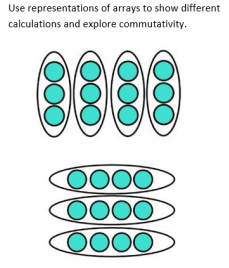 Use representations of arrays to show different
calculations and explore commutativity.